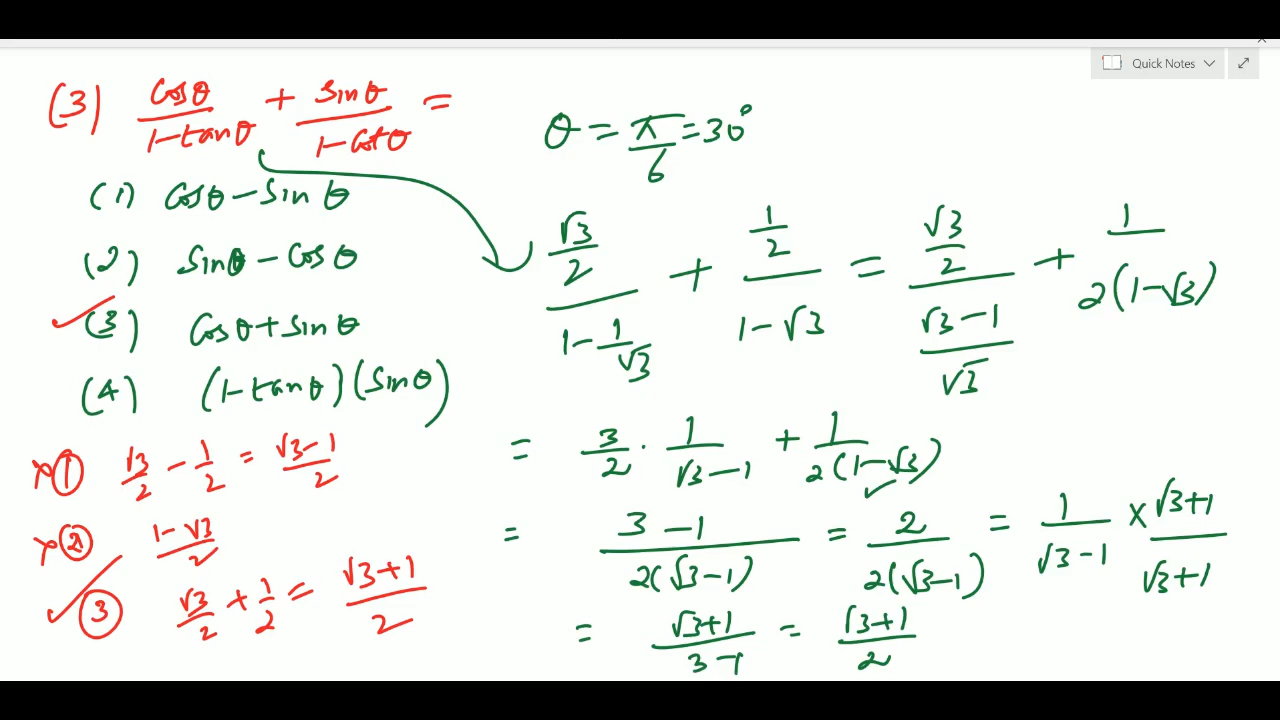 Quick Notes
(3) cosθ/(1-tanθ) + sinθ/(1-cotθ) =
θ = π/6 = 30°
(1) cosθ - sinθ
(2) sinθ - cosθ
(3) cosθ + sinθ
(4) (1-tanθ)(sinθ)
(√3/2)/(1-1/√3) + (1/2)/(1-√3) = (√3/2)/((√3-1)/√3) + 1/(2(1-√3))
= 3/2 · 1/(√3-1) + 1/(2(1-√3))
= (3-1)/(2(√3-1)) = 2/(2(√3-1)) = 1/(√3-1) × (√3+1)/(√3+1)
= (√3+1)/(3-1) = (√3+1)/2
× ① √3/2 - 1/2 = (√3-1)/2
× ② (1-√3)/2
③ √3/2 + 1/2 = (√3+1)/2